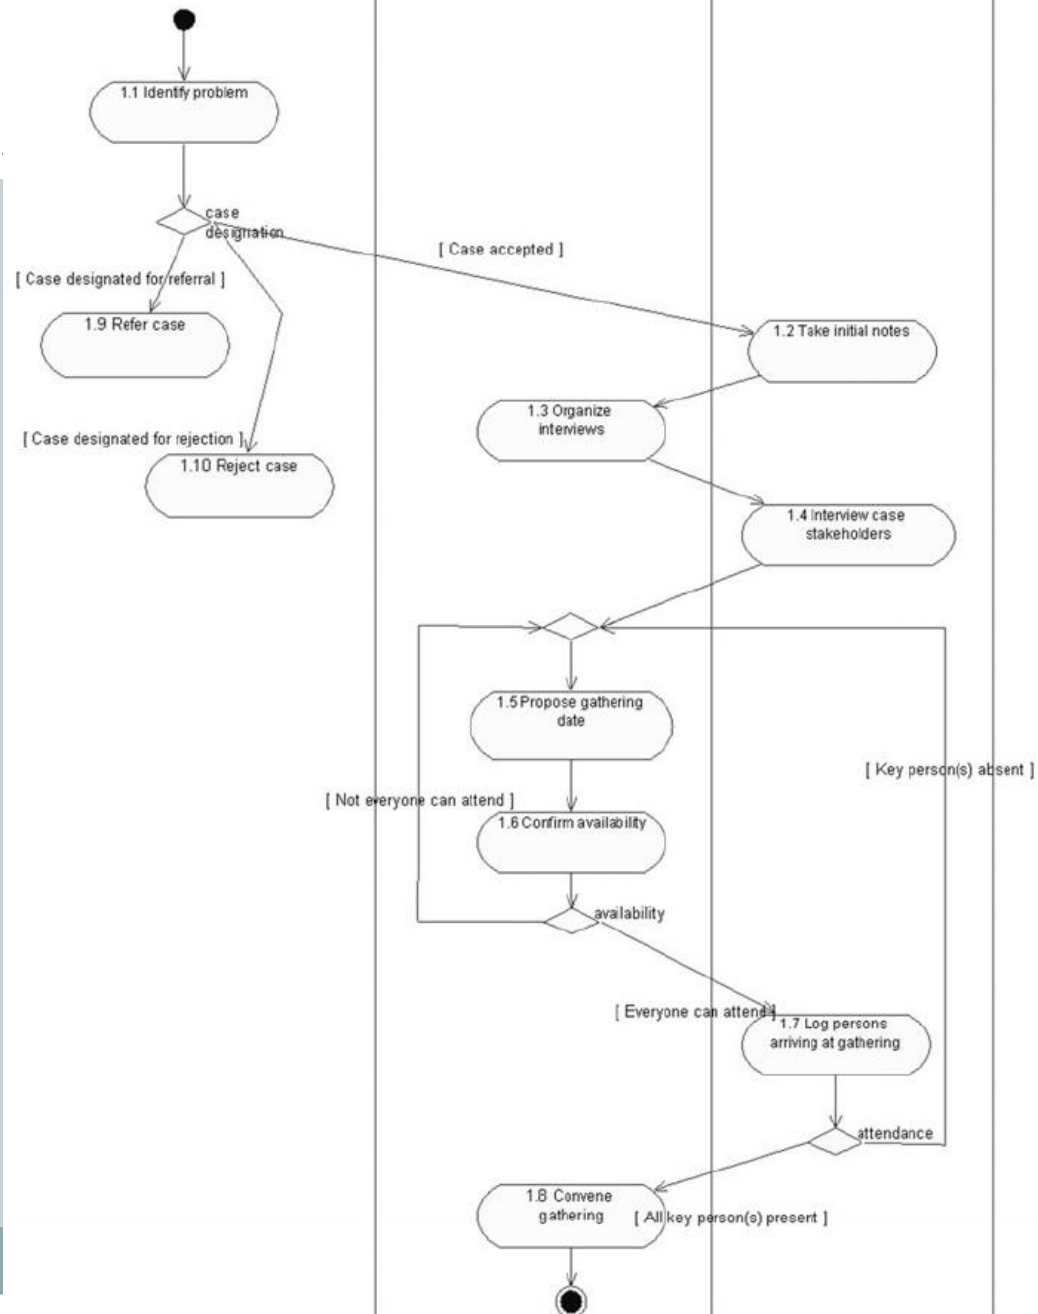 1.1 Identify problem
case
designation
[ Case accepted ]
[ Case designated for referral ]
1.9 Refer case
1.2 Take initial notes
1.3 Organize
interviews
[ Case designated for rejection ]
1.10 Reject case
1.4 Interview case
stakeholders
1.5 Propose gathering
date
[ Key person(s) absent ]
[ Not everyone can attend ]
1.6 Confirm availability
availability
[ Everyone can attend ]
1.7 Log persons
arriving at gathering
attendance
1.8 Convene
gathering
[ All key person(s) present ]